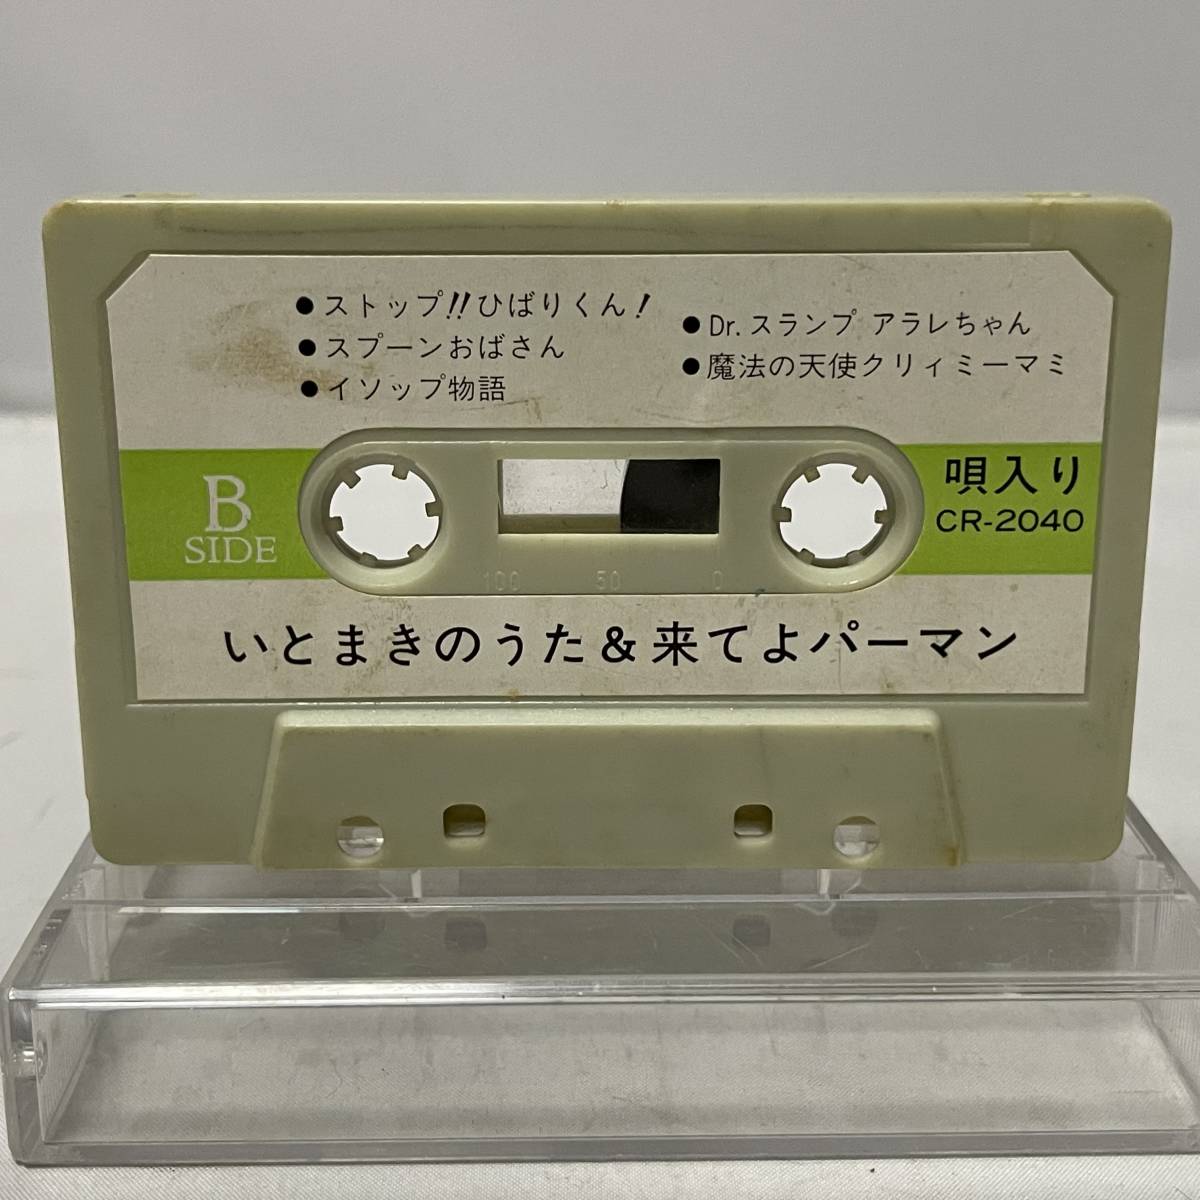 ●ストップ!!ひばりくん!
●スプーンおばさん
●イソップ物語
●Dr.スランプ アラレちゃん
●魔法の天使クリィミーマミ
B
SIDE
唄入り
CR-2040
100 50 0
いとまきのうた&来てよパーマン